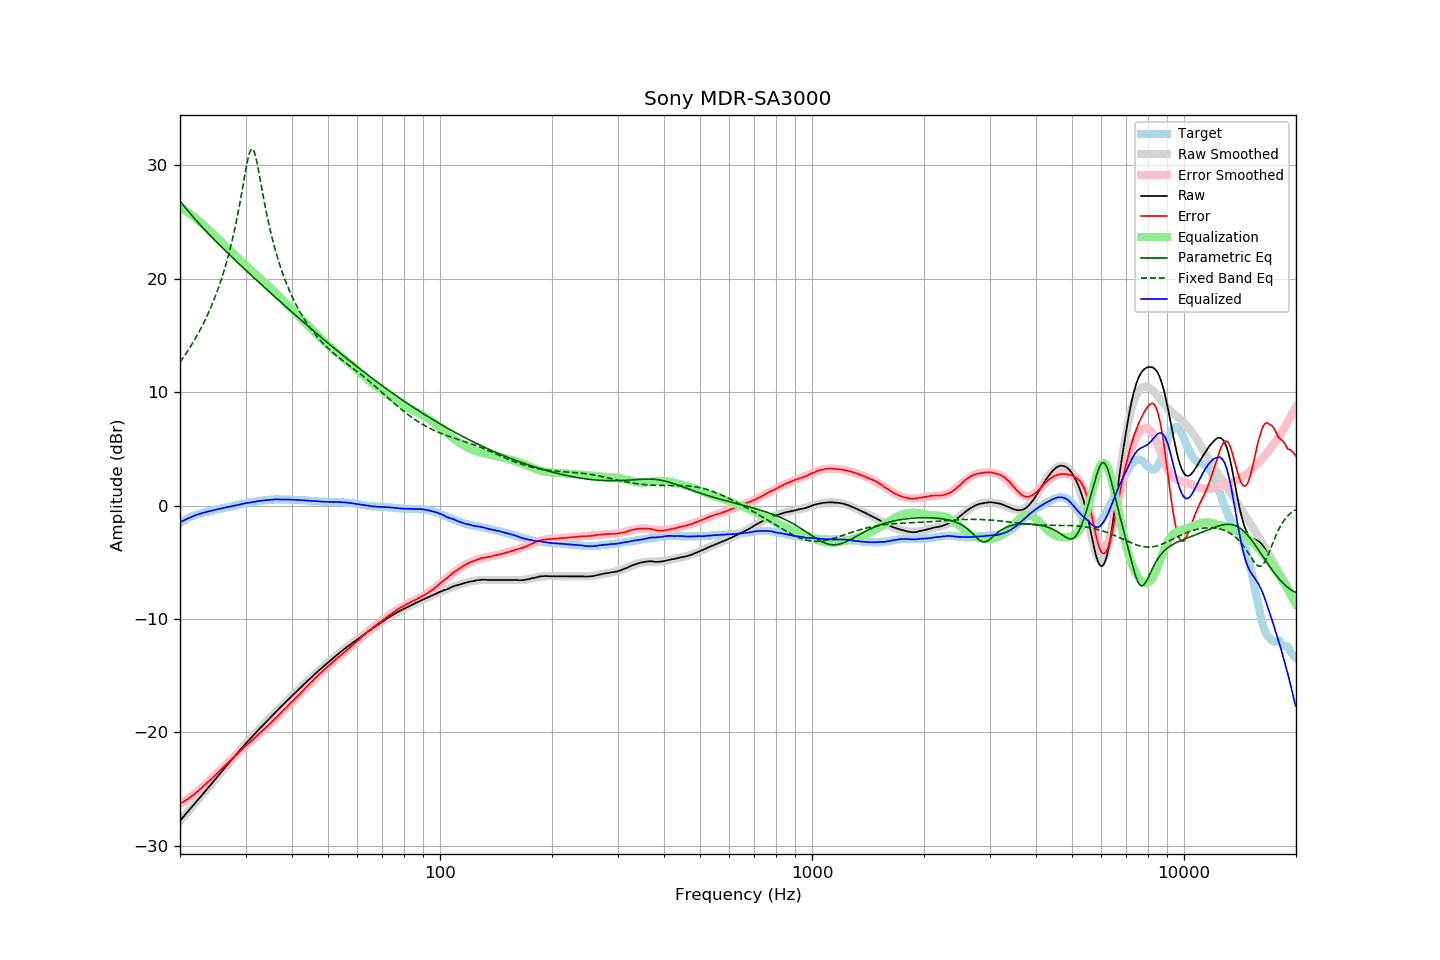 Sony MDR-SA3000
Target
Raw Smoothed
Error Smoothed
Raw
Error
Equalization
Parametric Eq
Fixed Band Eq
Equalized
30
20
10
0
−10
−20
−30
Amplitude (dBr)
100
1000
10000
Frequency (Hz)